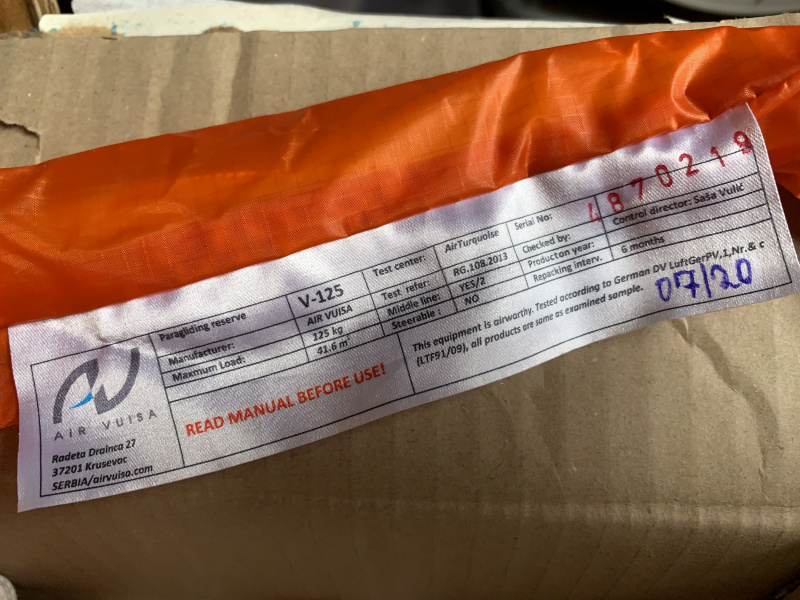 AIR VUISA
Radeta Drainca 27
37201 Krusevac
SERBIA/airvuisa.com
Paragliding reserve V-125
Manufacturer: AIR VUISA
Maxmum Load: 125 kg
41.6 m²
READ MANUAL BEFORE USE!
Test center: AirTurquoise
Test refer: RG.108.2013
Middle line: YES/2
Steerable : NO
Serial No: 4870219
Checked by: Control director: Saša Vulić
Producton year:
Repacking interv. 6 months
This equipment is airworthy. Tested according to German DV LuftGerPV,1,Nr.& c
(LTF91/09), all products are same as examined sample.
07/20